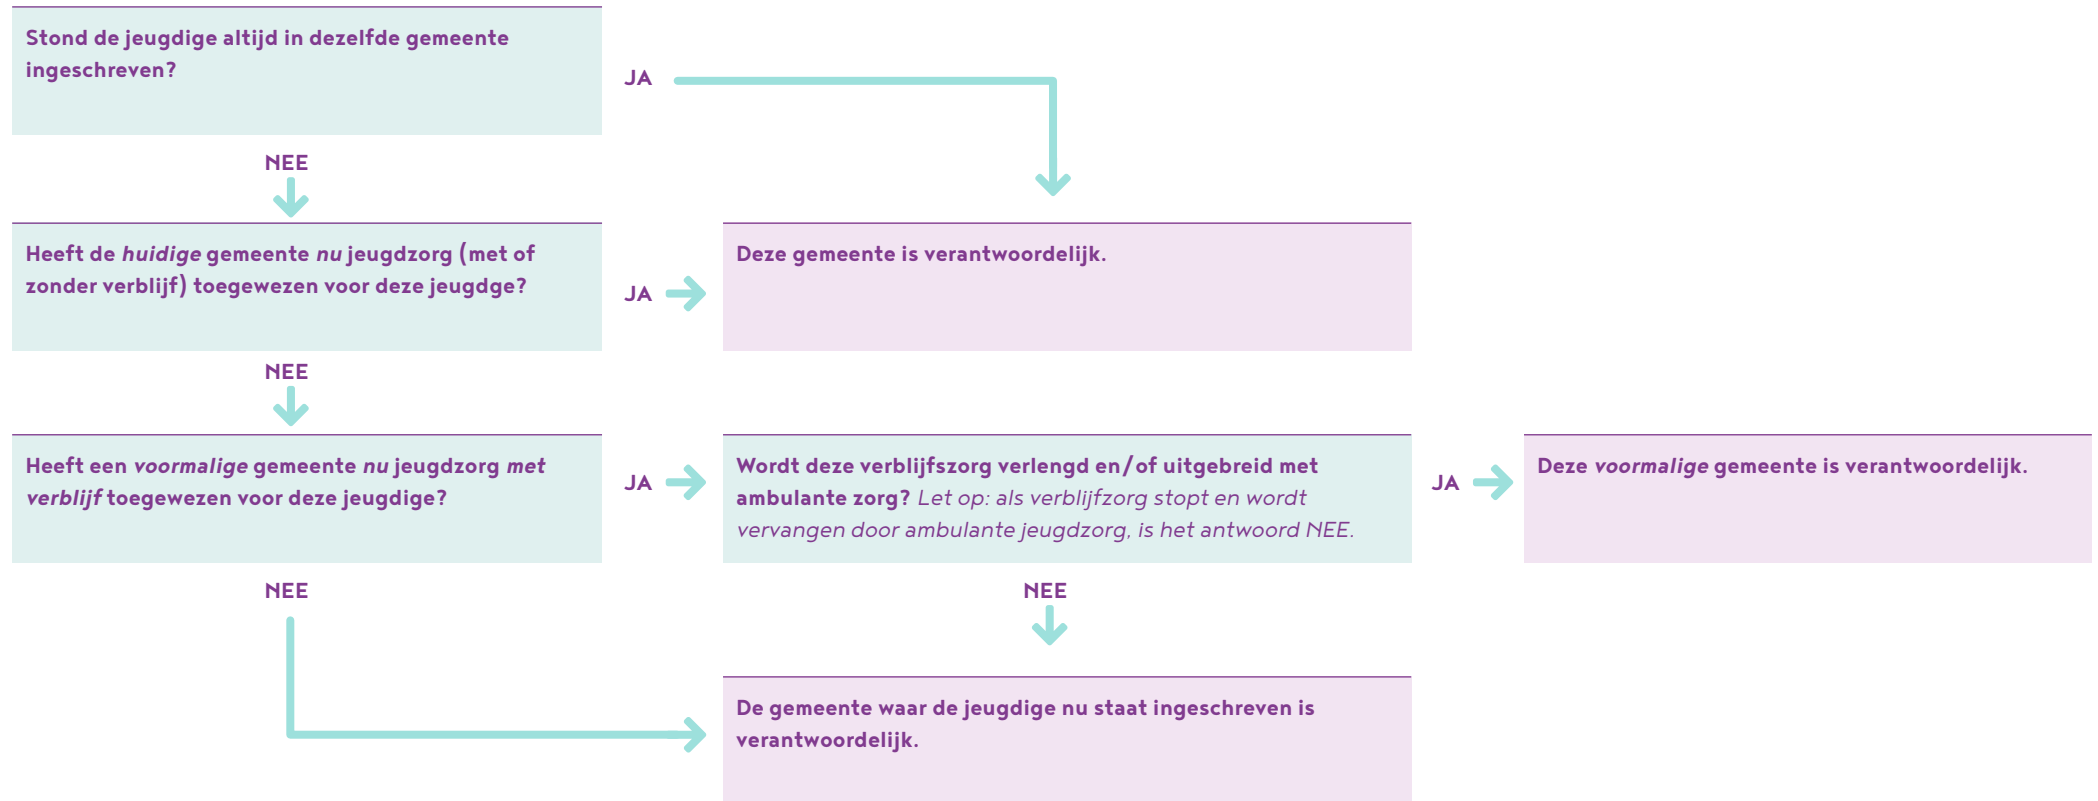 Stond de jeugdige altijd in dezelfde gemeente
ingeschreven?
JA
NEE
Heeft de huidige gemeente nu jeugdzorg (met of
zonder verblijf) toegewezen voor deze jeugdge?
JA
Deze gemeente is verantwoordelijk.
NEE
Heeft een voormalige gemeente nu jeugdzorg met
verblijf toegewezen voor deze jeugdige?
JA
Wordt deze verblijfszorg verlengd en/of uitgebreid met
ambulante zorg? Let op: als verblijfzorg stopt en wordt
vervangen door ambulante jeugdzorg, is het antwoord NEE.
JA
Deze voormalige gemeente is verantwoordelijk.
NEE
NEE
De gemeente waar de jeugdige nu staat ingeschreven is
verantwoordelijk.